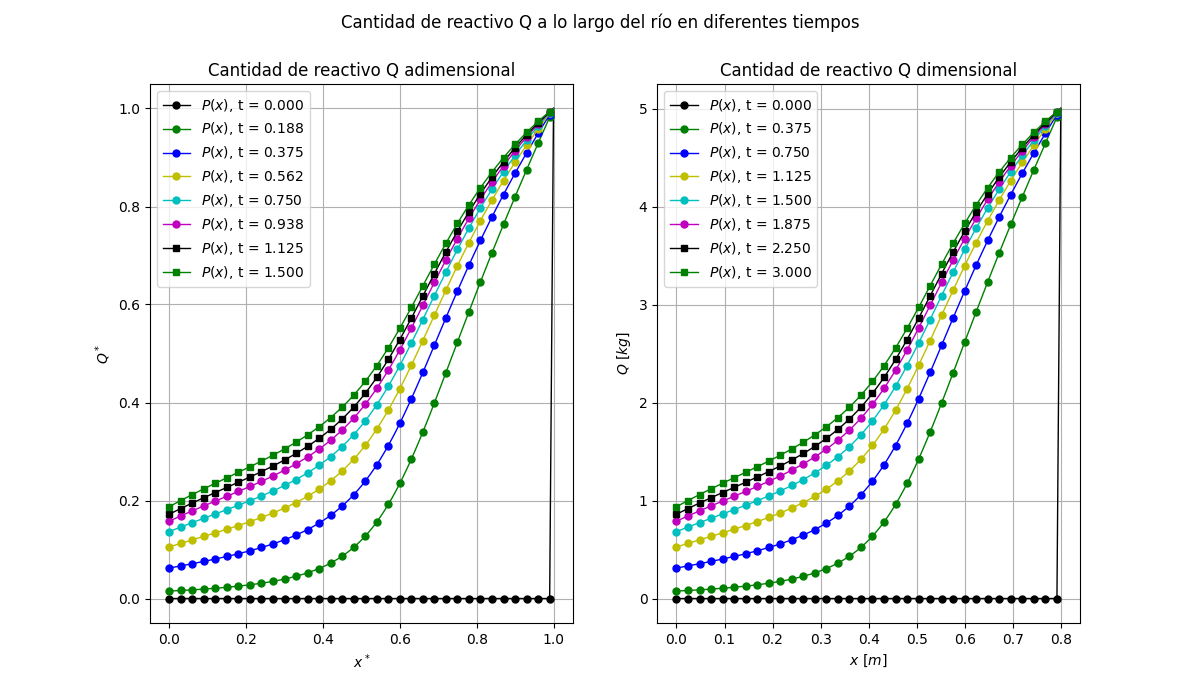 Cantidad de reactivo Q a lo largo del río en diferentes tiempos
Cantidad de reactivo Q adimensional
P(x), t = 0.000
P(x), t = 0.188
P(x), t = 0.375
P(x), t = 0.562
P(x), t = 0.750
P(x), t = 0.938
P(x), t = 1.125
P(x), t = 1.500
1.0
0.8
0.6
0.4
0.2
0.0
Q*
0.0 0.2 0.4 0.6 0.8 1.0
x*
Cantidad de reactivo Q dimensional
P(x), t = 0.000
P(x), t = 0.375
P(x), t = 0.750
P(x), t = 1.125
P(x), t = 1.500
P(x), t = 1.875
P(x), t = 2.250
P(x), t = 3.000
5
4
3
2
1
0
Q [kg]
0.0 0.1 0.2 0.3 0.4 0.5 0.6 0.7 0.8
x [m]